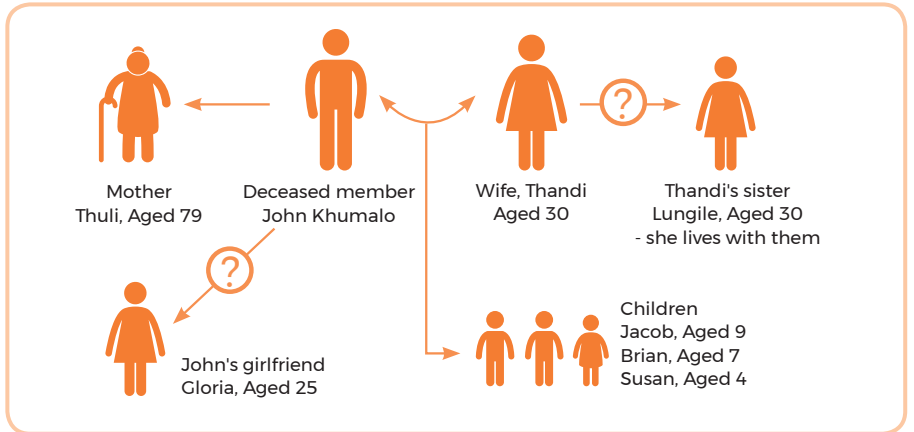 Mother
Thuli, Aged 79
Deceased member
John Khumalo
Wife, Thandi
Aged 30
?
Thandi's sister
Lungile, Aged 30
- she lives with them
?
John's girlfriend
Gloria, Aged 25
Children
Jacob, Aged 9
Brian, Aged 7
Susan, Aged 4